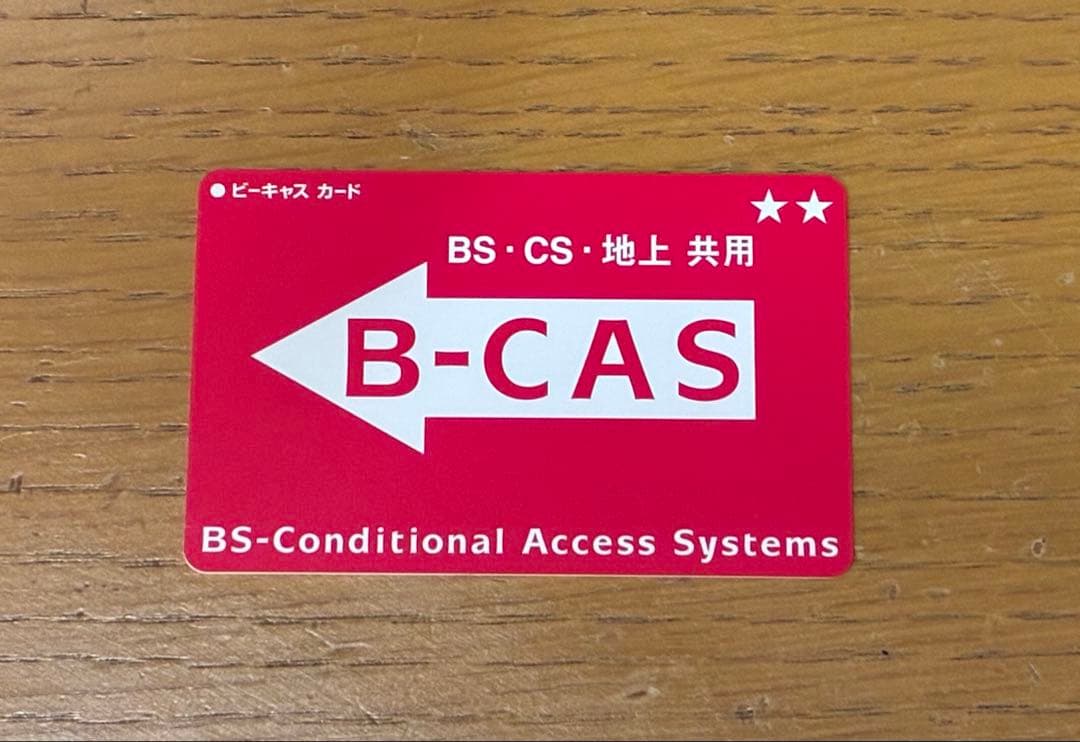 ●ビーキャス カード
★★
BS・CS・地上 共用
B-CAS
BS-Conditional Access Systems